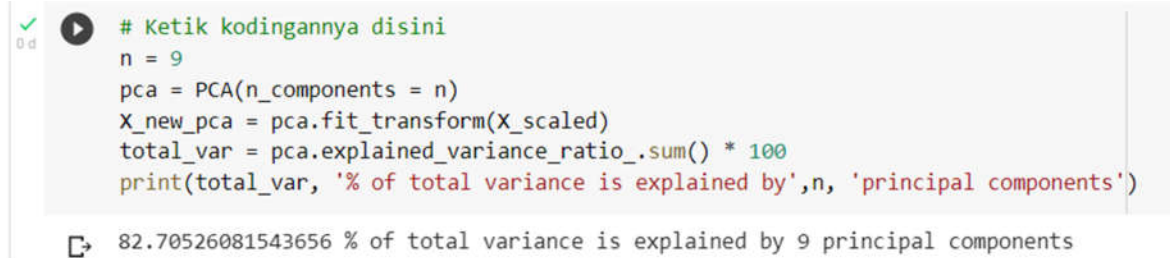 # Ketik kodingannya disini
0 d
n = 9
pca = PCA(n_components = n)
X_new_pca = pca.fit_transform(X_scaled)
total_var = pca.explained_variance_ratio_.sum() * 100
print(total_var, '% of total variance is explained by',n, 'principal components')
82.70526081543656 % of total variance is explained by 9 principal components